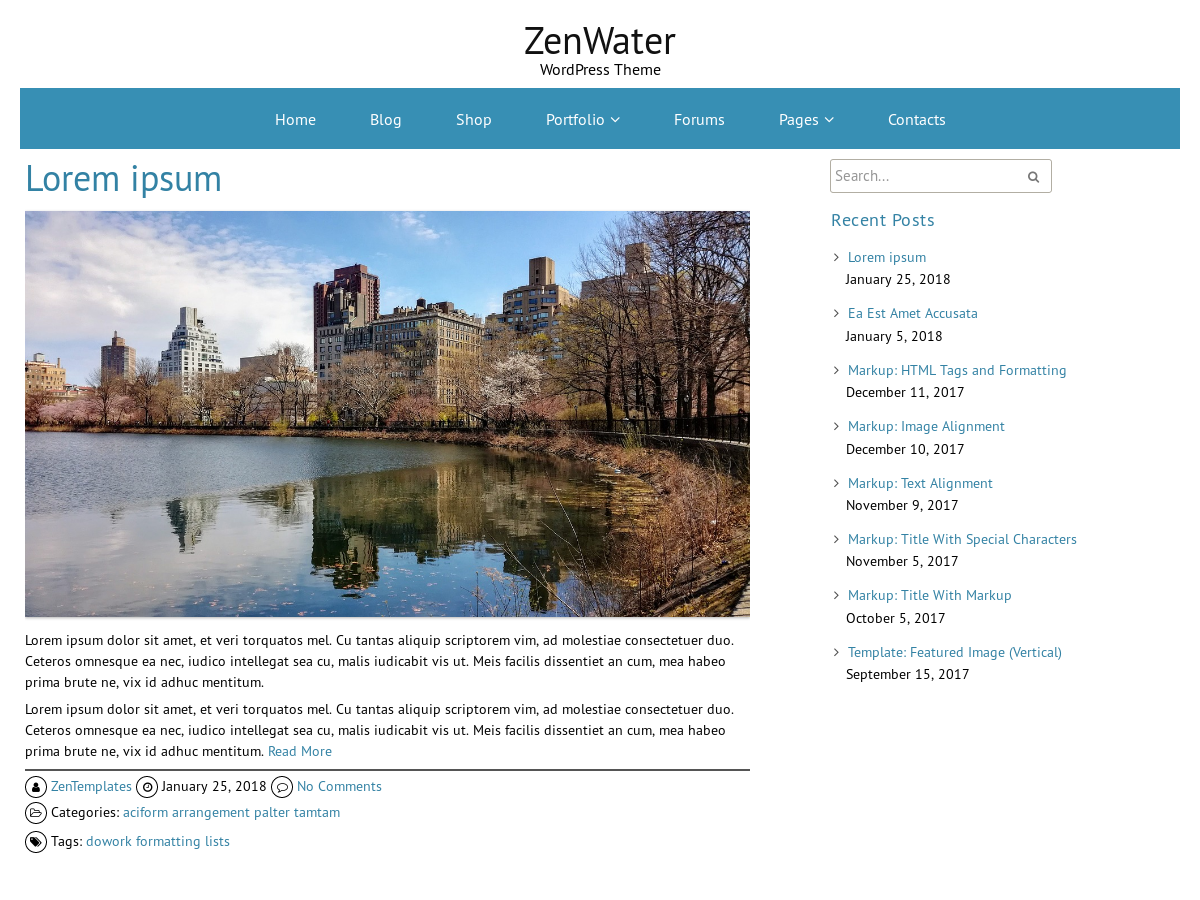 ZenWater
WordPress Theme
Home Blog Shop Portfolio Forums Pages Contacts
Lorem ipsum
Lorem ipsum dolor sit amet, et veri torquatos mel. Cu tantas aliquip scriptorem vim, ad molestiae consectetuer duo.
Ceteros omnesque ea nec, iudico intellegat sea cu, malis iudicabit vis ut. Meis facilis dissentiet an cum, mea habeo
prima brute ne, vix id adhuc mentitum.
Lorem ipsum dolor sit amet, et veri torquatos mel. Cu tantas aliquip scriptorem vim, ad molestiae consectetuer duo.
Ceteros omnesque ea nec, iudico intellegat sea cu, malis iudicabit vis ut. Meis facilis dissentiet an cum, mea habeo
prima brute ne, vix id adhuc mentitum. Read More
ZenTemplates January 25, 2018 No Comments
Categories: aciform arrangement palter tamtam
Tags: dowork formatting lists
Search...
Recent Posts
Lorem ipsum
January 25, 2018
Ea Est Amet Accusata
January 5, 2018
Markup: HTML Tags and Formatting
December 11, 2017
Markup: Image Alignment
December 10, 2017
Markup: Text Alignment
November 9, 2017
Markup: Title With Special Characters
November 5, 2017
Markup: Title With Markup
October 5, 2017
Template: Featured Image (Vertical)
September 15, 2017